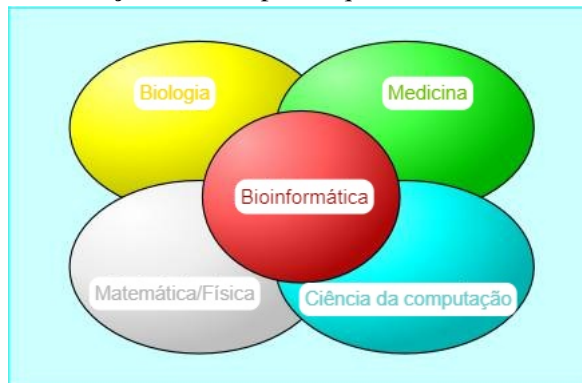 Biologia
Medicina
Bioinformática
Matemática/Física
Ciência da computação